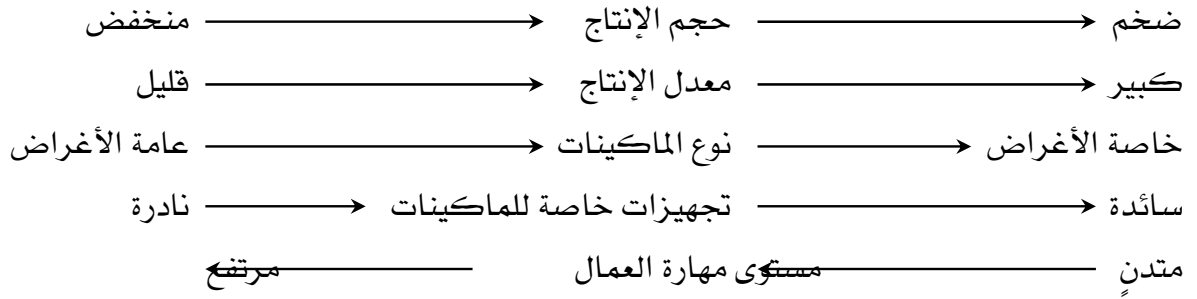 ضخم حجم الإنتاج منخفض
كبير معدل الإنتاج قليل
خاصة الأغراض نوع الماكينات عامة الأغراض
سائدة تجهيزات خاصة للماكينات نادرة
متدنٍ مستوى مهارة العمال مرتفع